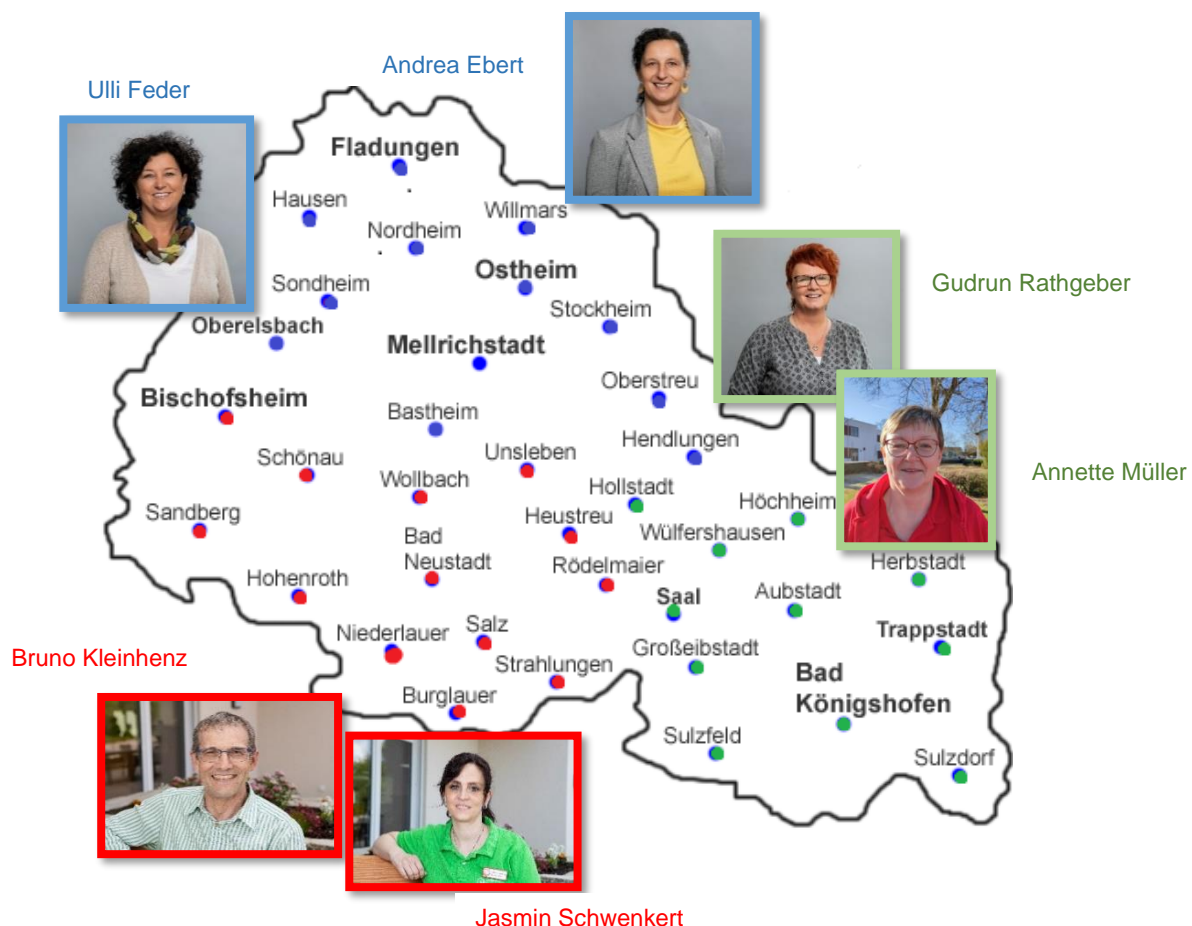 Andrea Ebert
Ulli Feder
Fladungen
Hausen
Willmars
Nordheim
Ostheim
Gudrun Rathgeber
Sondheim
Stockheim
Oberelsbach
Mellrichstadt
Oberstreu
Bischofsheim
Bastheim
Hendlungen
Unsleben
Schönau
Wollbach
Annette Müller
Hollstadt
Höchheim
Sandberg
Heustreu
Wülfershausen
Bad
Neustadt
Rödelmaier
Herbstadt
Hohenroth
Aubstadt
Saal
Salz
Niederlauer
Trappstadt
Großeibstadt
Bruno Kleinhenz
Strahlungen
Bad
Königshofen
Burglauer
Sulzfeld
Sulzdorf
Jasmin Schwenkert